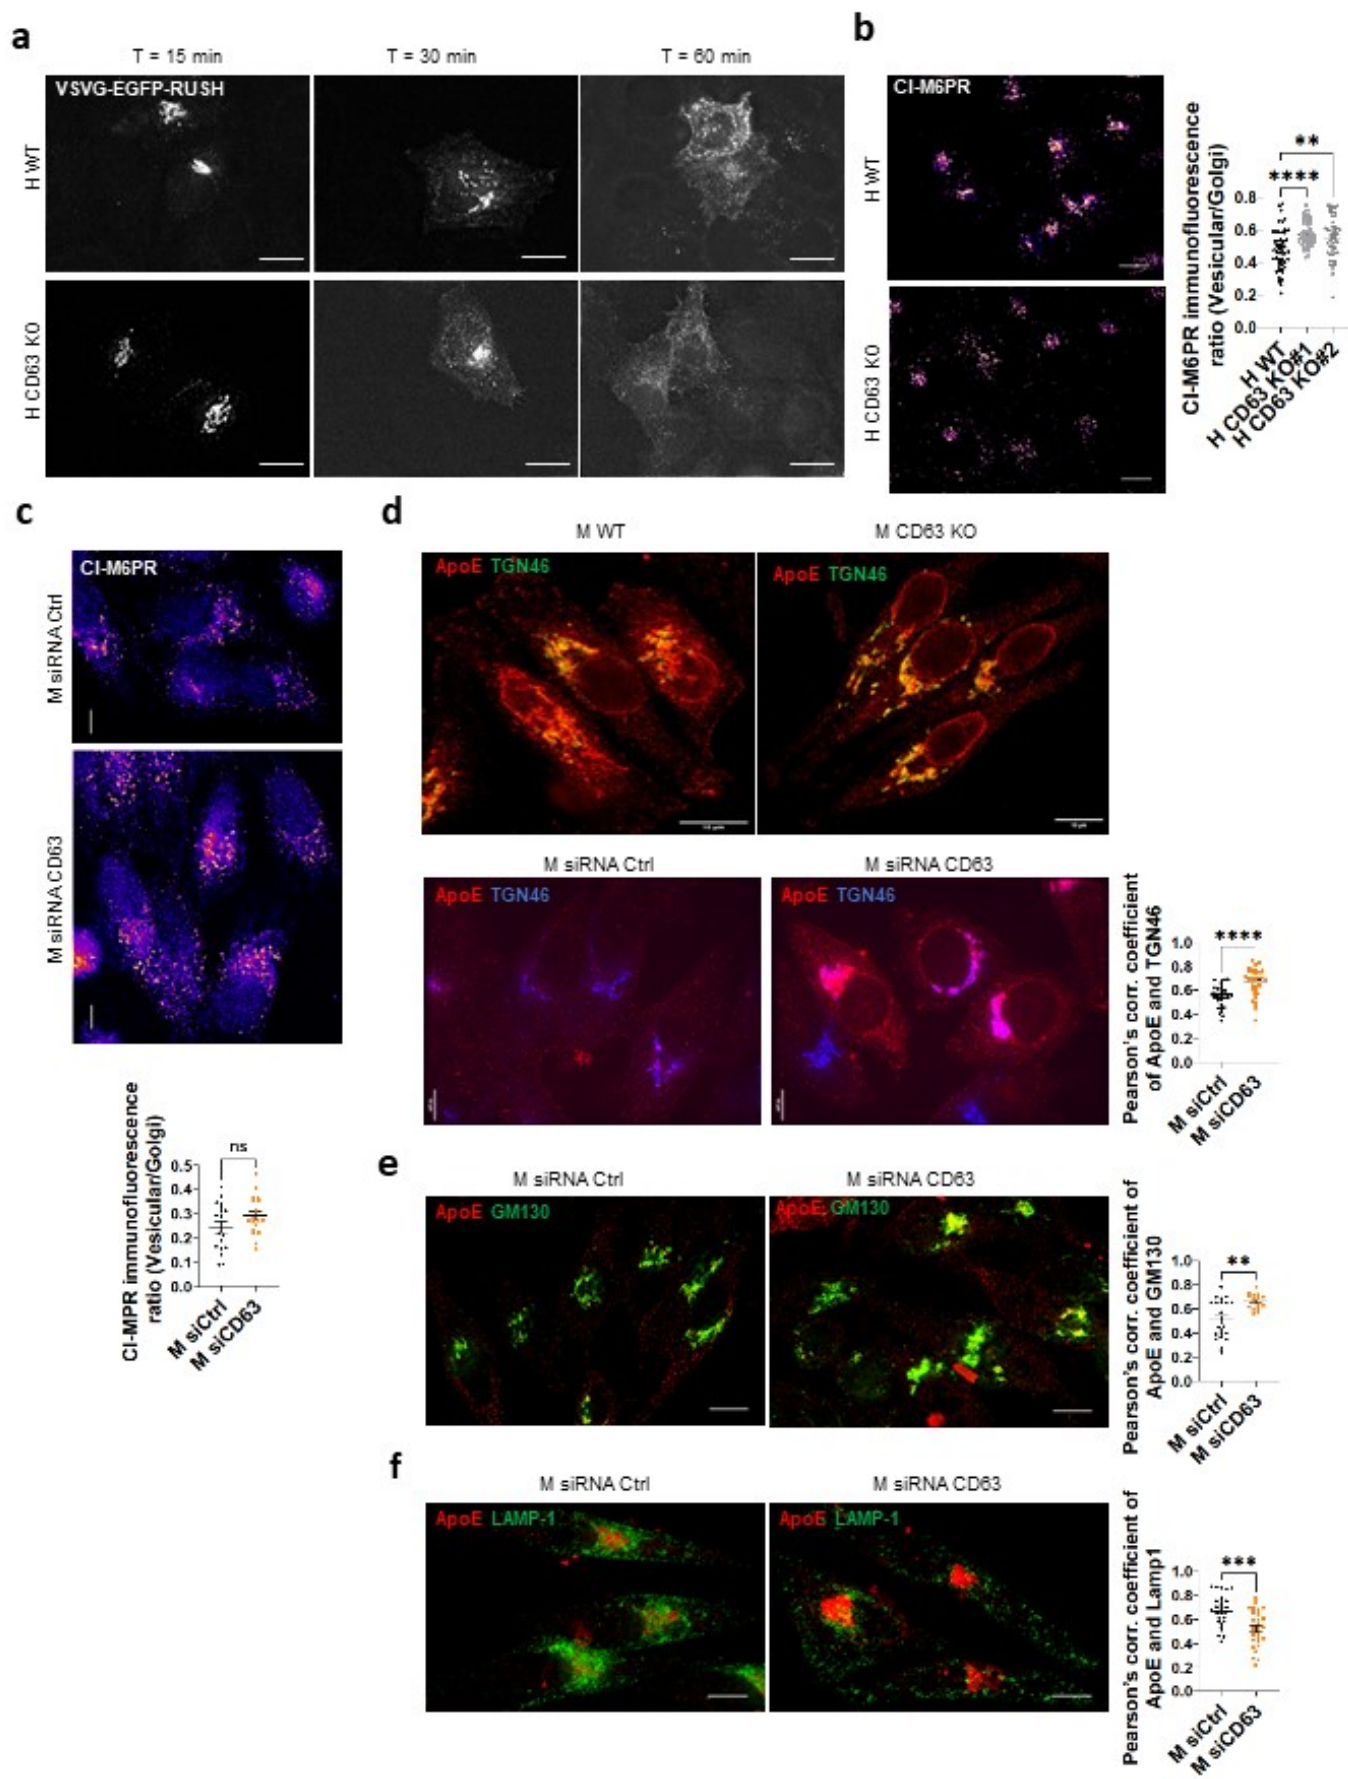 a
T = 15 min
T = 30 min
T = 60 min
VSVG-EGFP-RUSH
H WT
H CD63 KO
b
CI-M6PR
H WT
H CD63 KO
CI-M6PR immunofluorescence
ratio (Vesicular/Golgi)
**
****
0.8
0.6
0.4
0.2
0.0
H WT
H CD63 KO#1
H CD63 KO#2
c
CI-M6PR
M siRNA Ctrl
M siRNA CD63
CI-MPR immunofluorescence
ratio (Vesicular/Golgi)
ns
0.5
0.4
0.3
0.2
0.1
0.0
M siCtrl
M siCD63
d
M WT
M CD63 KO
ApoE TGN46
ApoE TGN46
M siRNA Ctrl
M siRNA CD63
ApoE TGN46
ApoE TGN46
Pearson's corr. coefficient
of ApoE and TGN46
****
1.0
0.8
0.6
0.4
0.2
0.0
M siCtrl
M siCD63
e
M siRNA Ctrl
M siRNA CD63
ApoE GM130
ApoE GM130
Pearson's corr. coefficient of
ApoE and GM130
**
1.0
0.8
0.6
0.4
0.2
0.0
M siCtrl
M siCD63
f
M siRNA Ctrl
M siRNA CD63
ApoE LAMP-1
ApoE LAMP-1
Pearson's corr. coefficient of
ApoE and Lamp1
***
1.0
0.8
0.6
0.4
0.2
0.0
M siCtrl
M siCD63